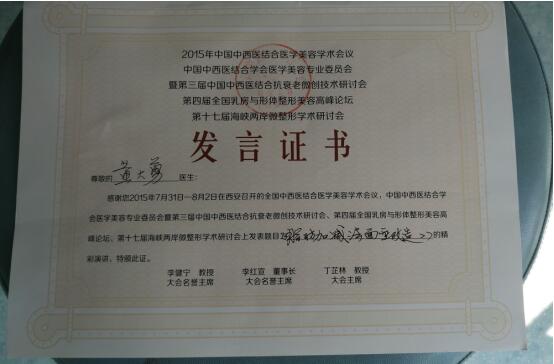 2015年中国中西医结合医学美容学术会议
中国中西医结合学会医学美容专业委员会
暨第三届中国中西医结合抗衰老微创技术研讨会
第四届全国乳房与形体整形美容高峰论坛
第十七届海峡两岸微整形学术研讨会
发言证书
尊敬的 董大勇 医生：
感谢您2015年7月31日—8月2日在西安召开的全国中西医结合医学美容学术会议，中国中西医结合学
会医学美容专业委员会暨第三届中国中西医结合抗衰老微创技术研讨会、第四届全国乳房与形体整形美容高
峰论坛、第十七届海峡两岸微整形学术研讨会上发表题目 的精
彩演讲，特颁此证。
李健宁 教授 李红宣 董事长 丁芷林 教授
大会名誉主席 大会名誉主席 大会主席